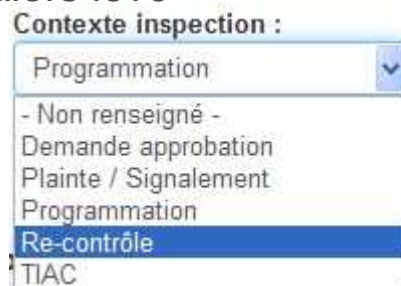 Contexte inspection :
Programmation
- Non renseigné -
Demande approbation
Plainte / Signalement
Programmation
Re-contrôle
TIAC